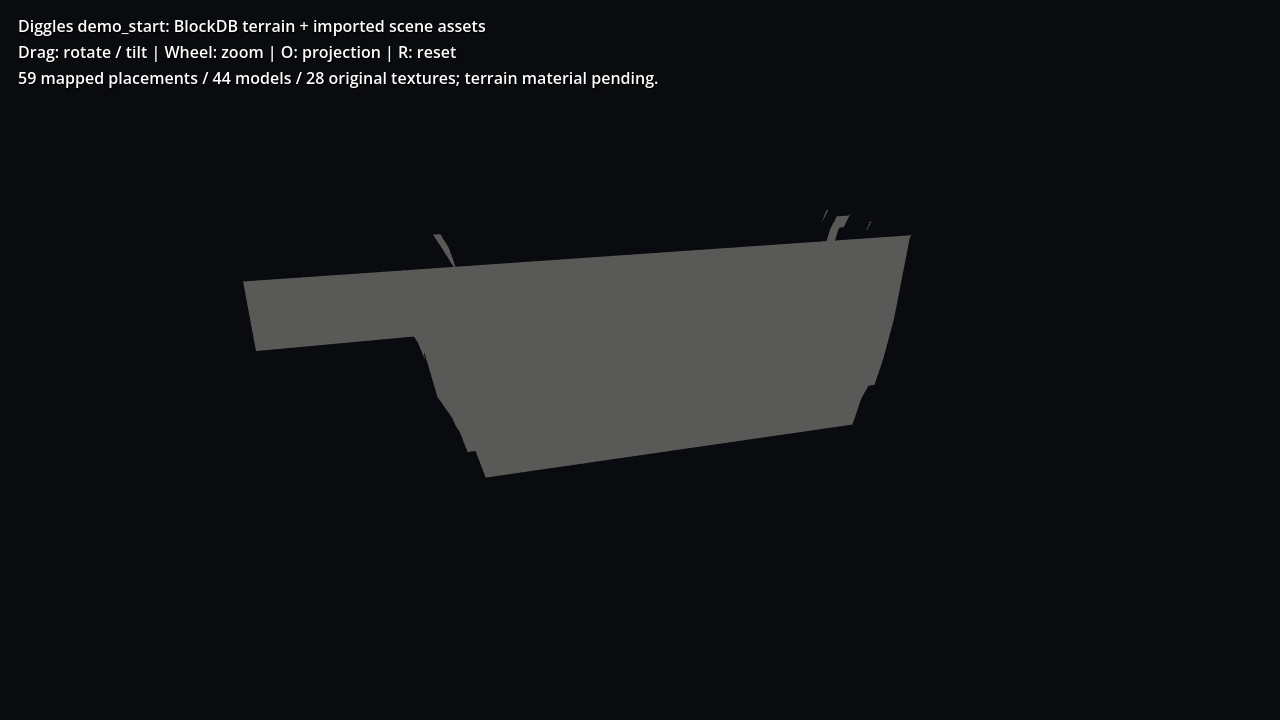 Diggles demo_start: BlockDB terrain + imported scene assets
Drag: rotate / tilt | Wheel: zoom | O: projection | R: reset
59 mapped placements / 44 models / 28 original textures; terrain material pending.